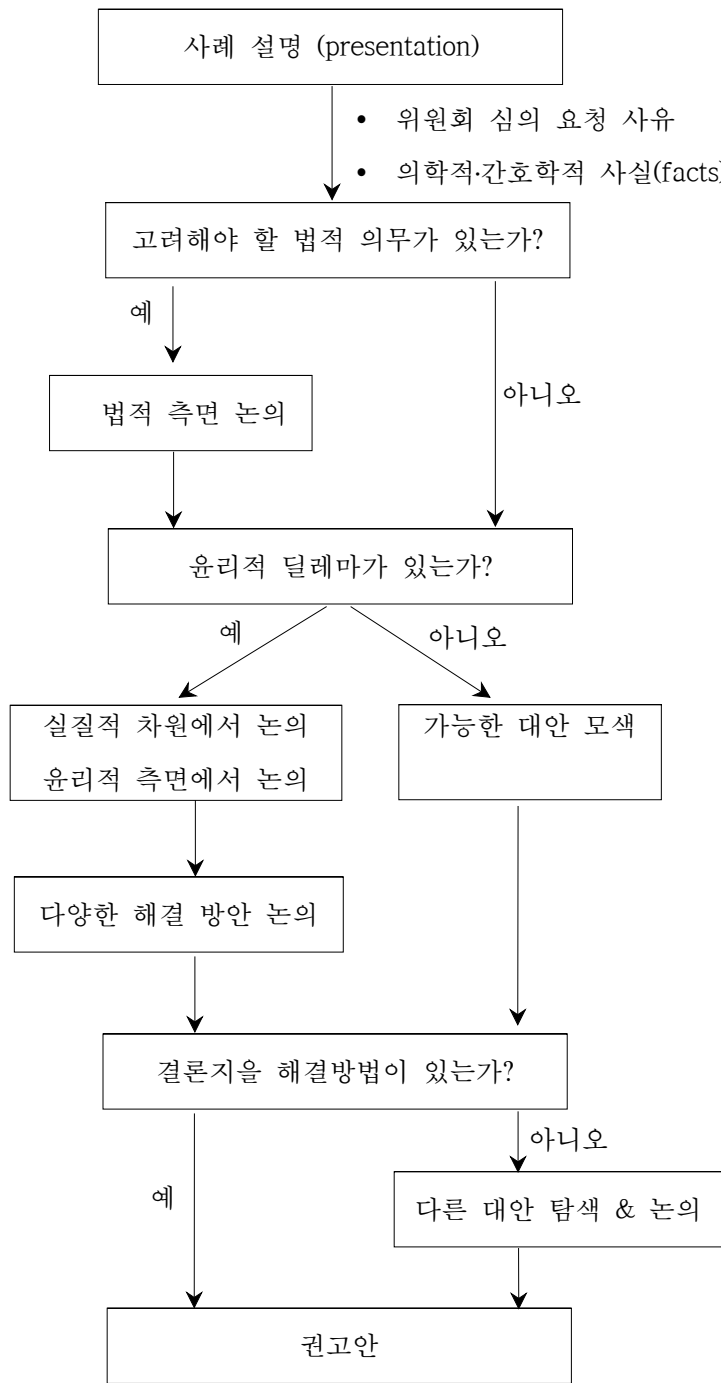 사례 설명 (presentation)
• 위원회 심의 요청 사유
• 의학적·간호학적 사실(facts)
고려해야 할 법적 의무가 있는가?
예
아니오
법적 측면 논의
윤리적 딜레마가 있는가?
예
아니오
실질적 차원에서 논의
윤리적 측면에서 논의
가능한 대안 모색
다양한 해결 방안 논의
결론지을 해결방법이 있는가?
예
아니오
다른 대안 탐색 & 논의
권고안